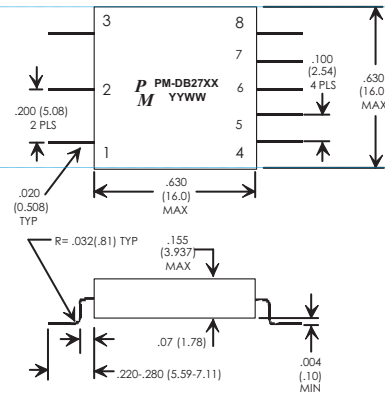 3
8
7
P M
PM-DB27XX
YYWW
2
6
5
1
4
.200 (5.08)
2 PLS
.100
(2.54)
4 PLS
.630
(16.0)
MAX
.020
(0.508)
TYP
.630
(16.0)
MAX
R= .032(.81) TYP
.155
(3.937)
MAX
.07 (1.78)
.220-.280 (5.59-7.11)
.004
(.10)
MIN